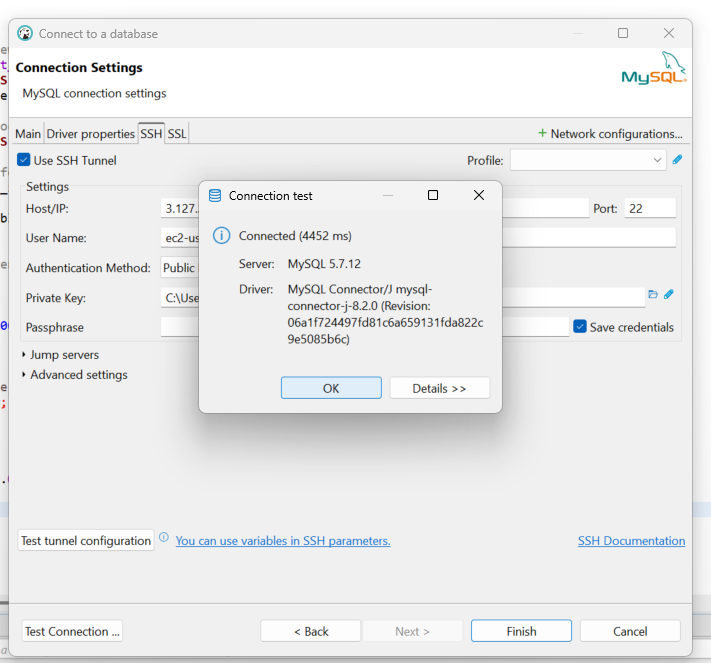 Connect to a database
Connection Settings
MySQL connection settings
MySQL
Main Driver properties SSH SSL
+ Network configurations...
Use SSH Tunnel
Profile:
Settings
Host/IP: 3.127.
Port: 22
User Name: ec2-us
Authentication Method: Public
Private Key: C:\Use
Passphrase
Save credentials
Jump servers
Advanced settings
Connection test
Connected (4452 ms)
Server: MySQL 5.7.12
Driver: MySQL Connector/J mysql-
connector-j-8.2.0 (Revision:
06a1f724497fd81c6a659131fda822c
9e5085b6c)
OK Details >>
Test tunnel configuration You can use variables in SSH parameters. SSH Documentation
Test Connection ... < Back Next > Finish Cancel